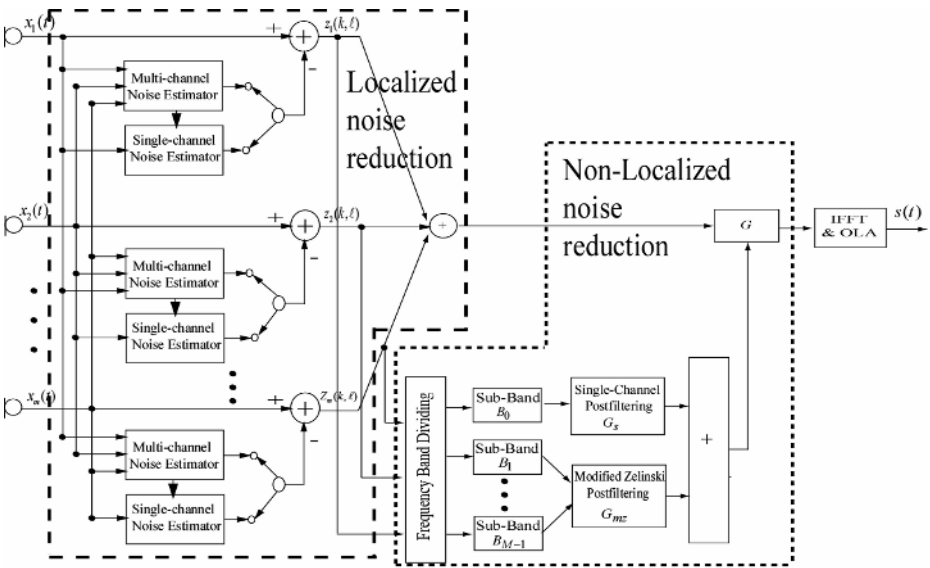 x₁(t)
+
+
z₁(k,ℓ)
−
Multi-channel
Noise Estimator
Single-channel
Noise Estimator
Localized
noise
reduction
x₂(t)
+
+
z₂(k,ℓ)
−
+
Multi-channel
Noise Estimator
Single-channel
Noise Estimator
Non-Localized
noise
reduction
G
IFFT
& OLA
s(t)
xₘ(t)
+
+
Zₘ(k,ℓ)
−
Multi-channel
Noise Estimator
Single-channel
Noise Estimator
Frequency Band Dividing
Sub-Band
B₀
Single-Channel
Postfiltering
Gₛ
Sub-Band
B₁
Modified Zelinski
Postfiltering
G_mz
Sub-Band
B_M−1
+